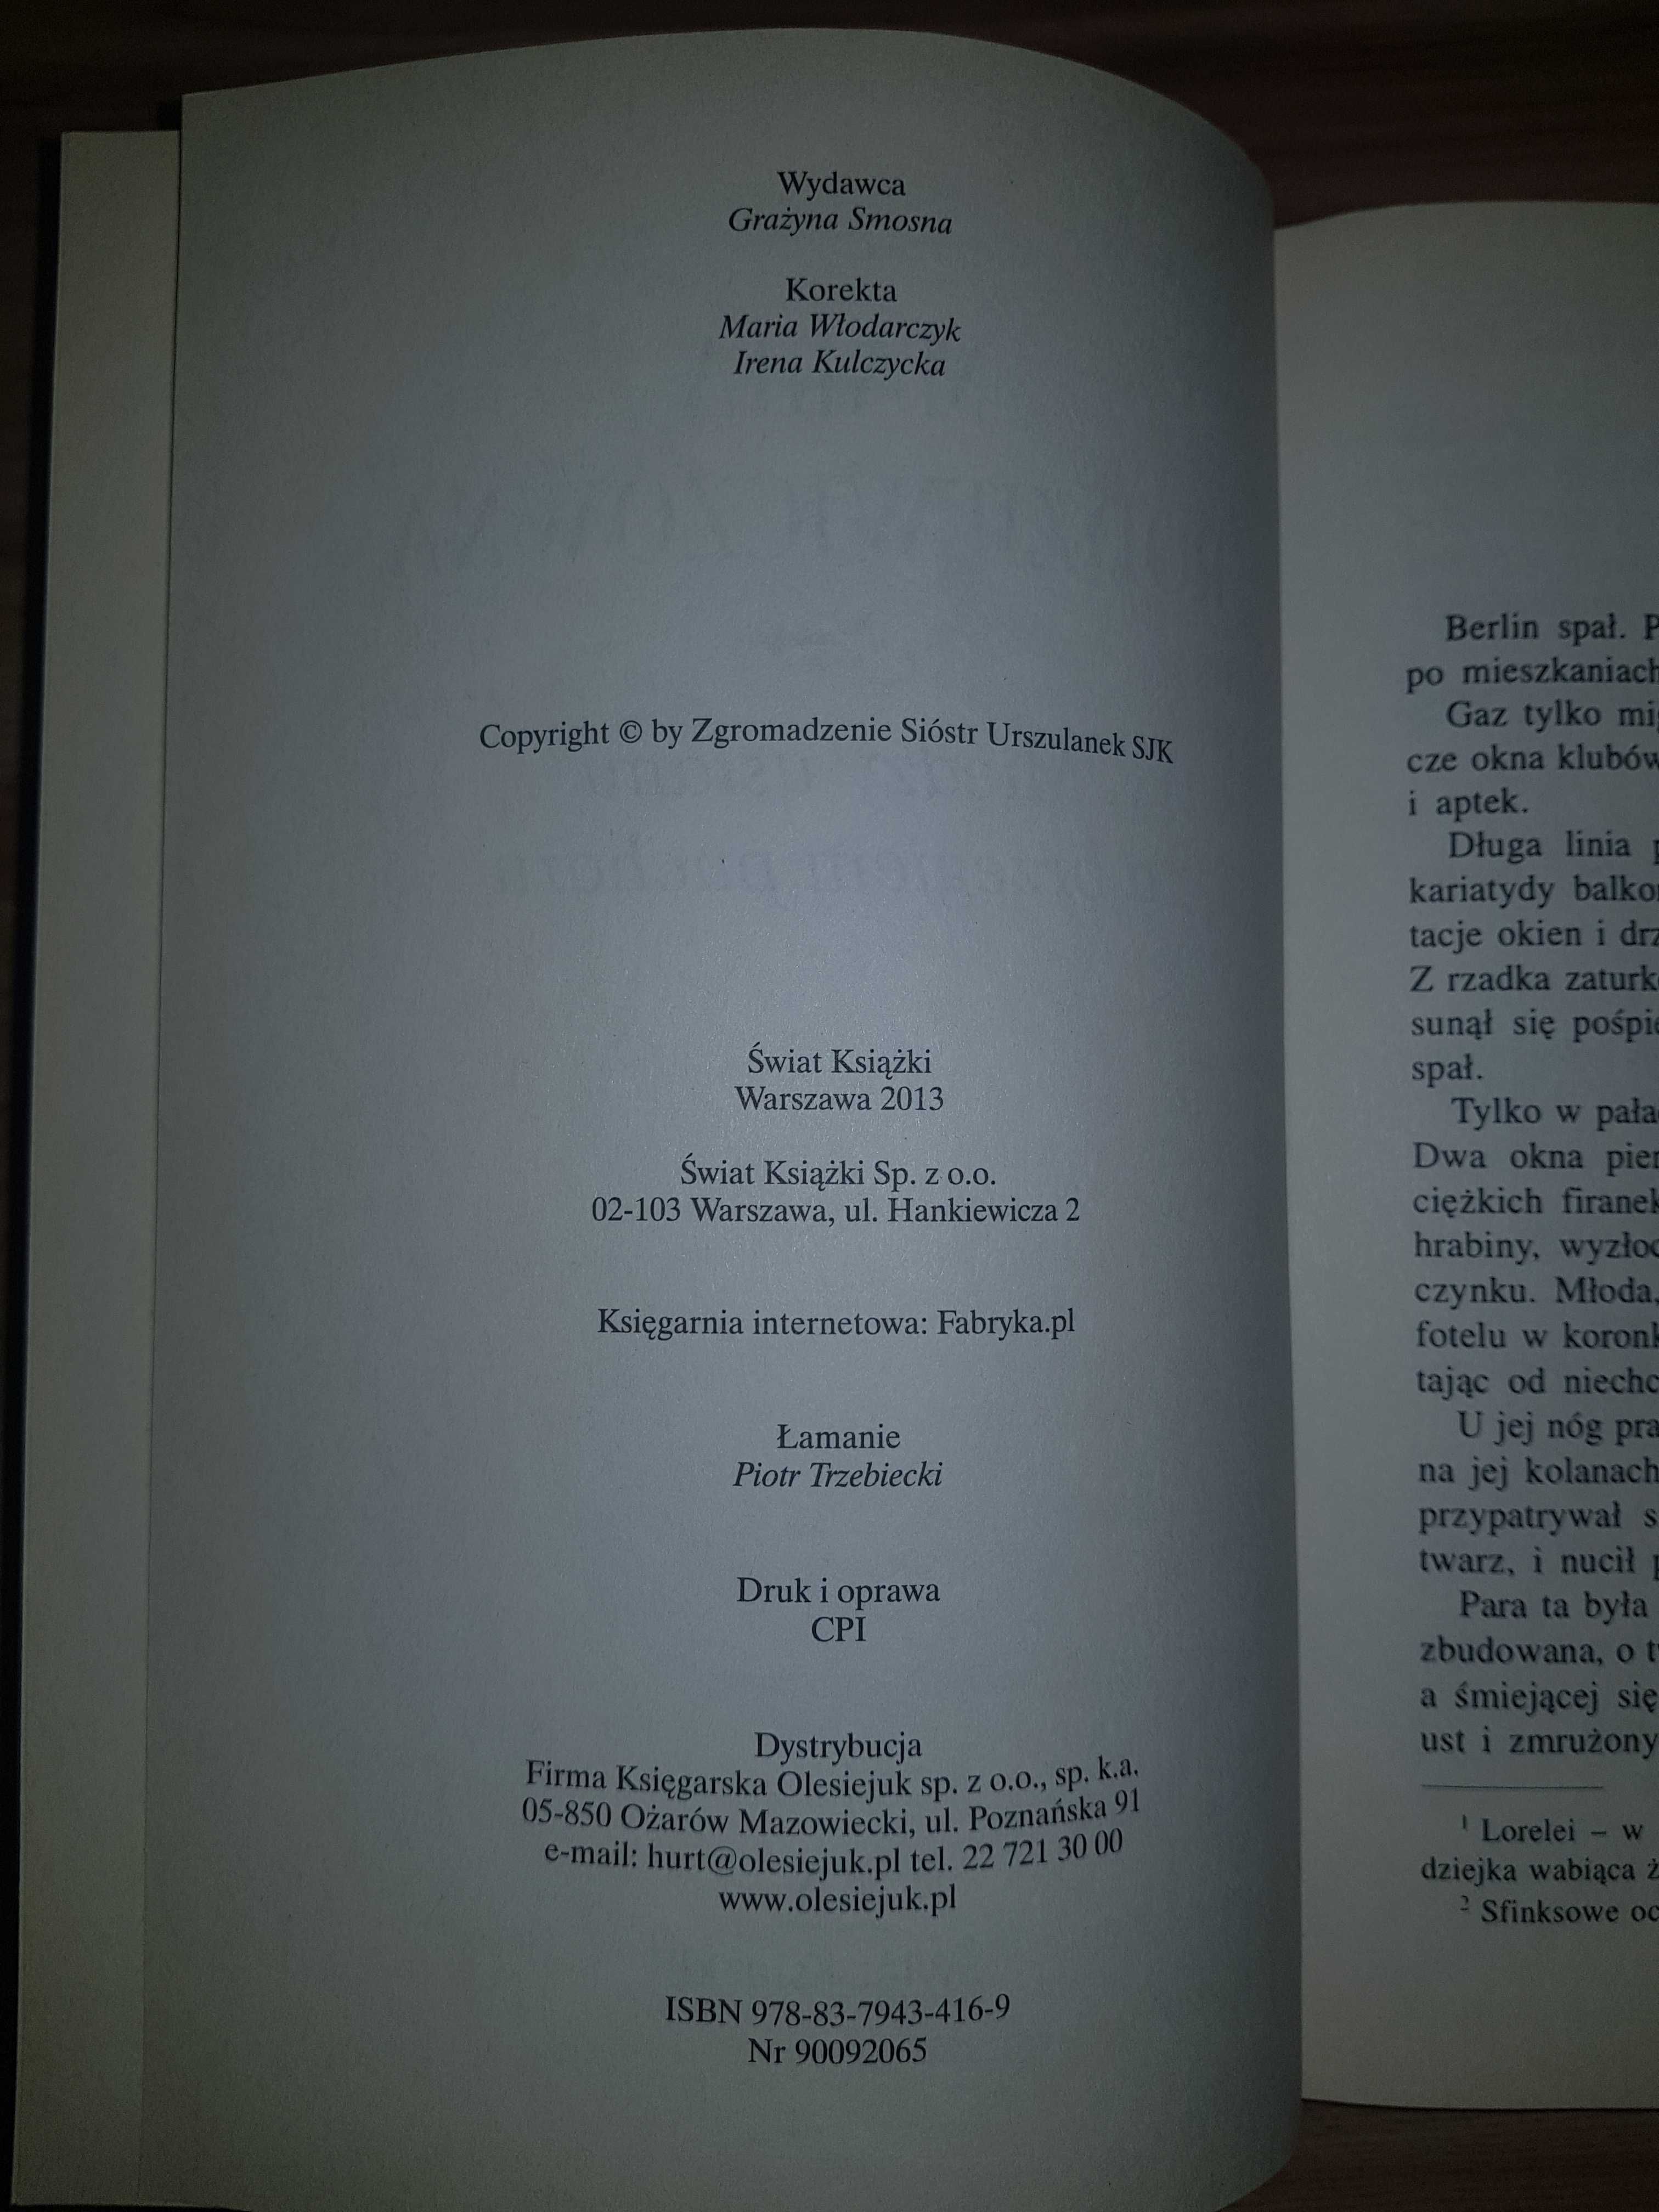 Wydawca
Grażyna Smosna
Korekta
Maria Włodarczyk
Irena Kulczycka
Copyright © by Zgromadzenie Sióstr Urszulanek SJK
Świat Książki
Warszawa 2013
Świat Książki Sp. z o.o.
02-103 Warszawa, ul. Hankiewicza 2
Księgarnia internetowa: Fabryka.pl
Łamanie
Piotr Trzebiecki
Druk i oprawa
CPI
Dystrybucja
Firma Księgarska Olesiejuk sp. z o.o., sp. k.a.
05-850 Ożarów Mazowiecki, ul. Poznańska 91
e-mail: hurt@olesiejuk.pl tel. 22 721 30 00
www.olesiejuk.pl
ISBN 978-83-7943-416-9
Nr 90092065
Berlin spał.
po mieszkaniach
Gaz tylko
cze okna klubów
i aptek.
Długa linia
kariatydy
tacje okien i
Z rzadka
sunął się
spał.
Tylko w
Dwa okna
ciężkich firanek
hrabiny,
czynku. Młoda,
fotelu w
tając od
U jej nóg
na jej kolanach
przypatrywał
twarz, i nucił
Para ta była
zbudowana, o
a śmiejącej się
ust i
1 Lorelei – w
dziejka wabiąca
2 Sfinksowe